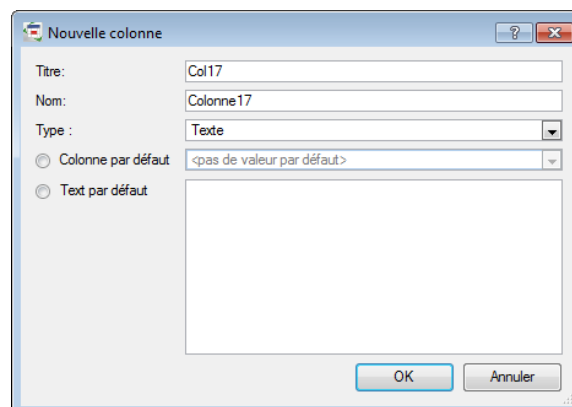 Nouvelle colonne
Titre: Col17
Nom: Colonne17
Type : Texte
Colonne par défaut <pas de valeur par défaut>
Text par défaut
OK Annuler